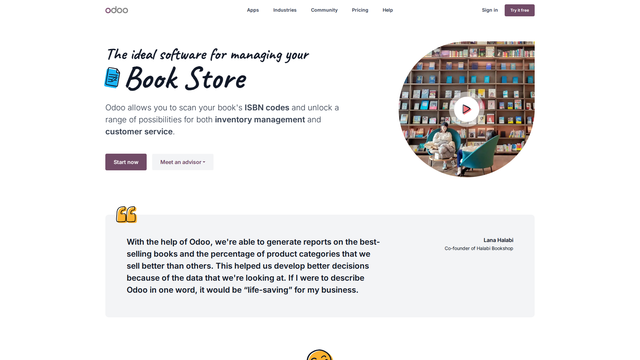 odoo
Apps
Industries
Community
Pricing
Help
Sign in
Try it free
The ideal software for managing your
Book Store
Odoo allows you to scan your book's ISBN codes and unlock a
range of possibilities for both inventory management and
customer service.
Start now
Meet an advisor
With the help of Odoo, we're able to generate reports on the best-
selling books and the percentage of product categories that we
sell better than others. This helped us develop better decisions
because of the data that we're looking at. If I were to describe
Odoo in one word, it would be “life-saving” for my business.
Lana Halabi
Co-founder of Halabi Bookshop